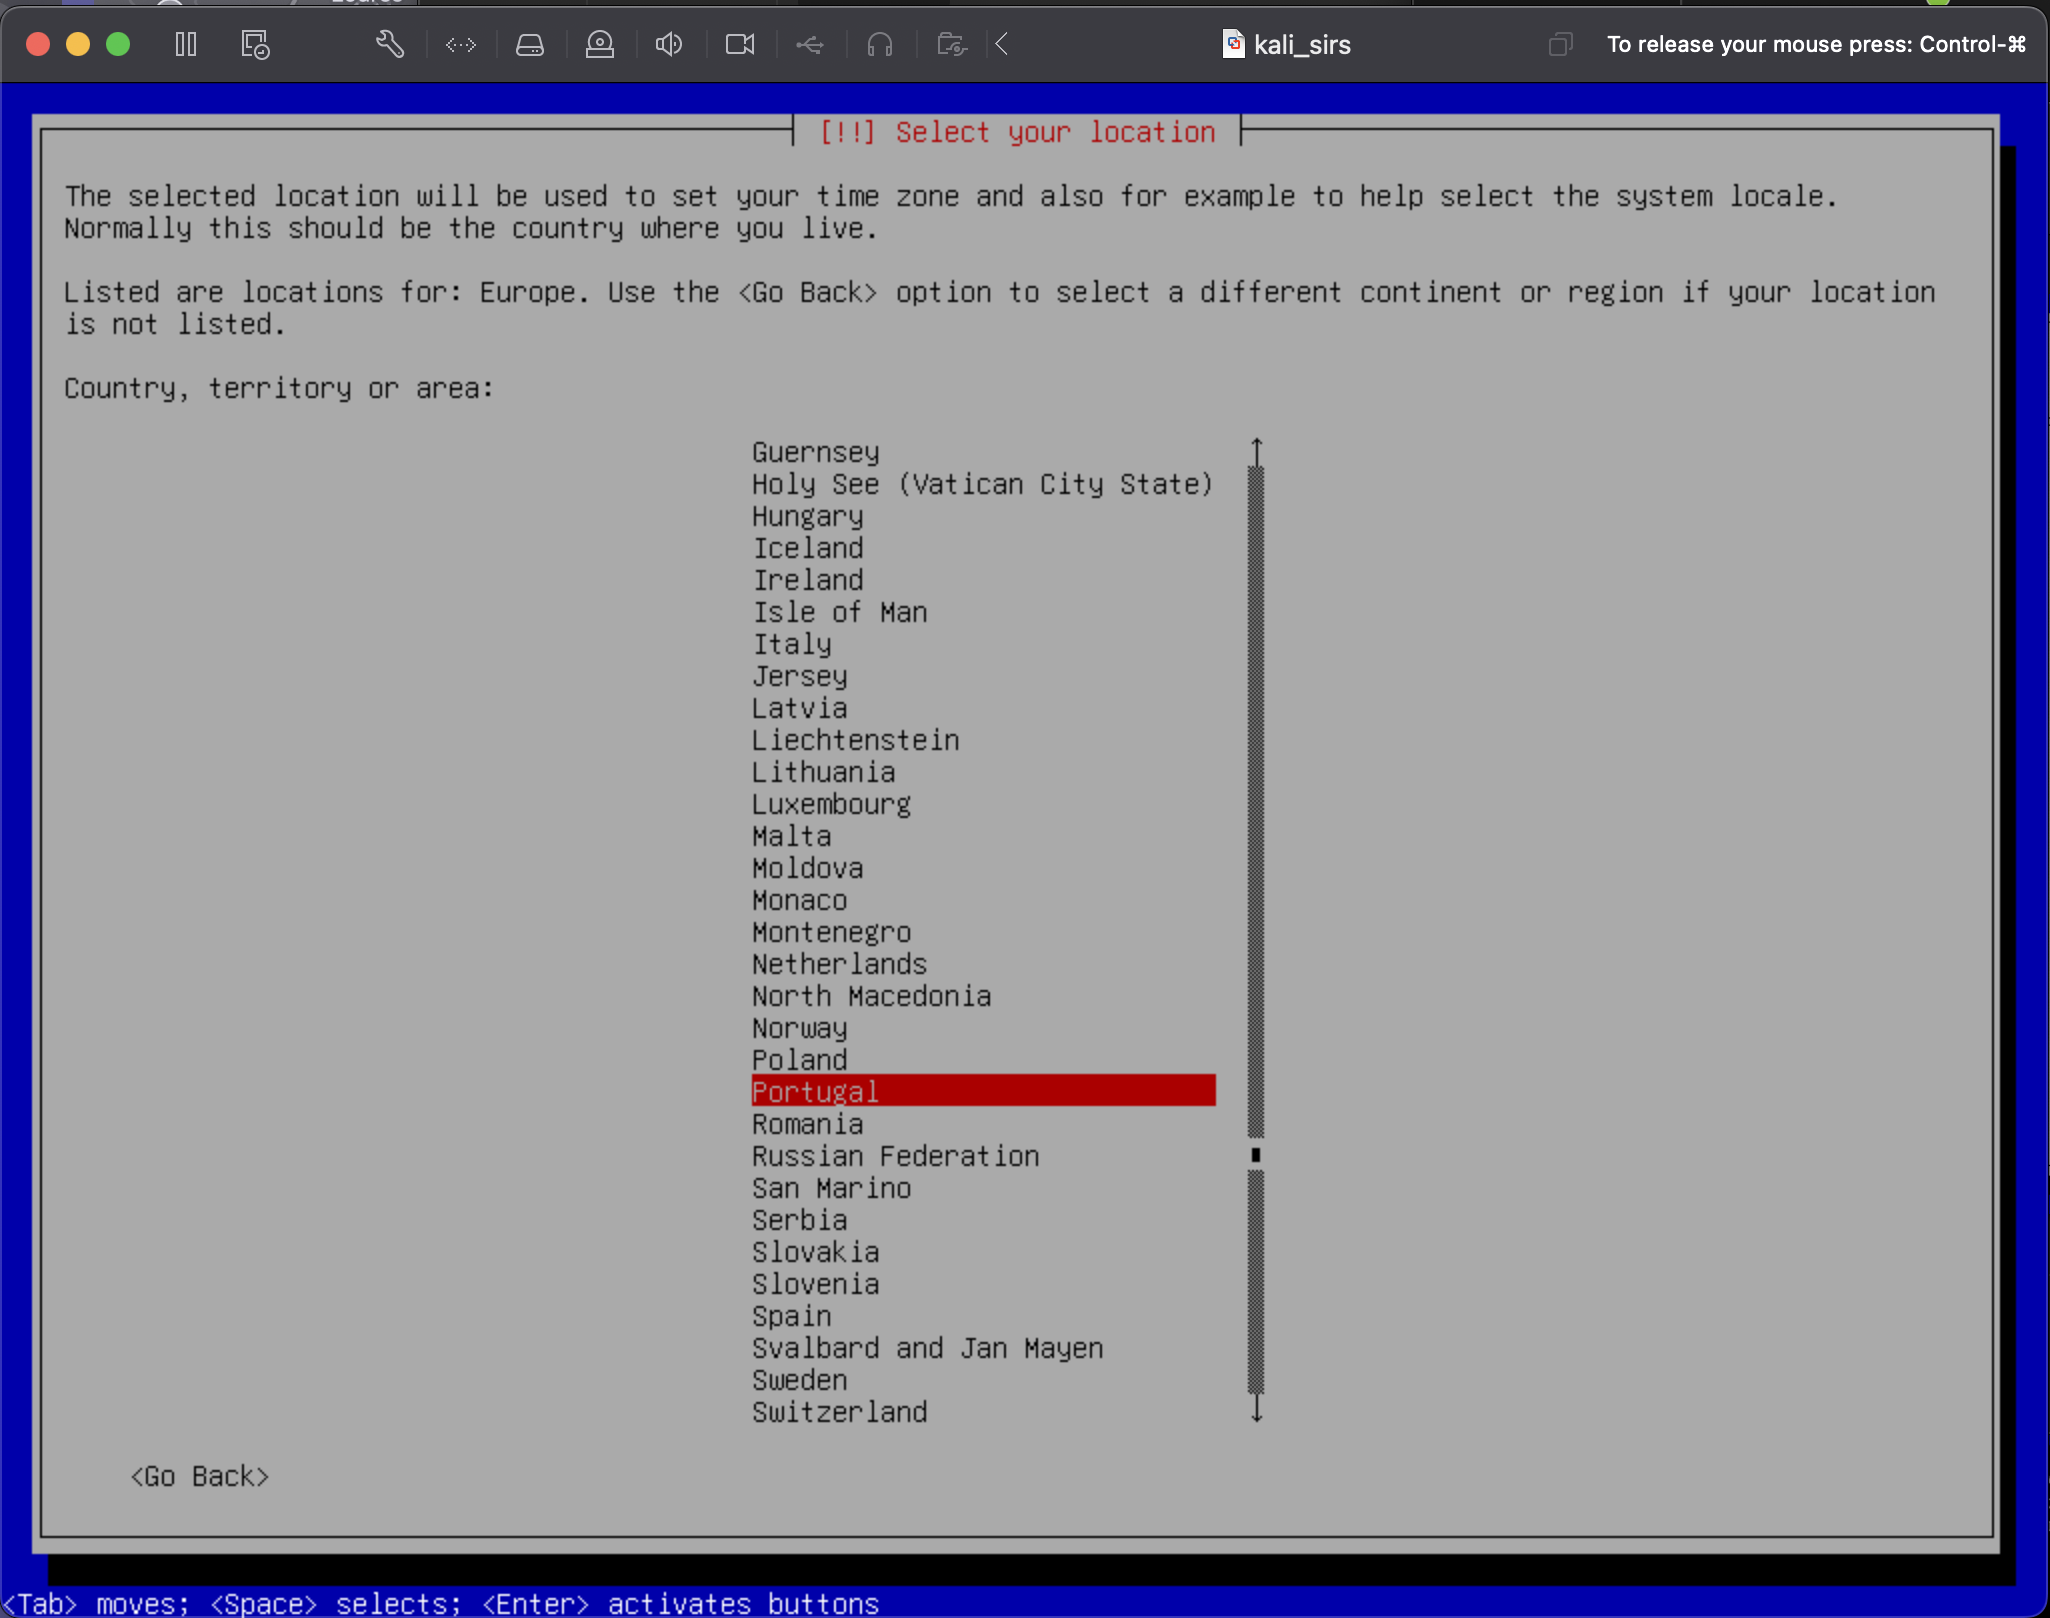 kali_sirs
To release your mouse press: Control-⌘
[!!] Select your location
The selected location will be used to set your time zone and also for example to help select the system locale.
Normally this should be the country where you live.
Listed are locations for: Europe. Use the <Go Back> option to select a different continent or region if your location
is not listed.
Country, territory or area:
Guernsey
Holy See (Vatican City State)
Hungary
Iceland
Ireland
Isle of Man
Italy
Jersey
Latvia
Liechtenstein
Lithuania
Luxembourg
Malta
Moldova
Monaco
Montenegro
Netherlands
North Macedonia
Norway
Poland
Portugal
Romania
Russian Federation
San Marino
Serbia
Slovakia
Slovenia
Spain
Svalbard and Jan Mayen
Sweden
Switzerland
<Go Back>
<Tab> moves; <Space> selects; <Enter> activates buttons